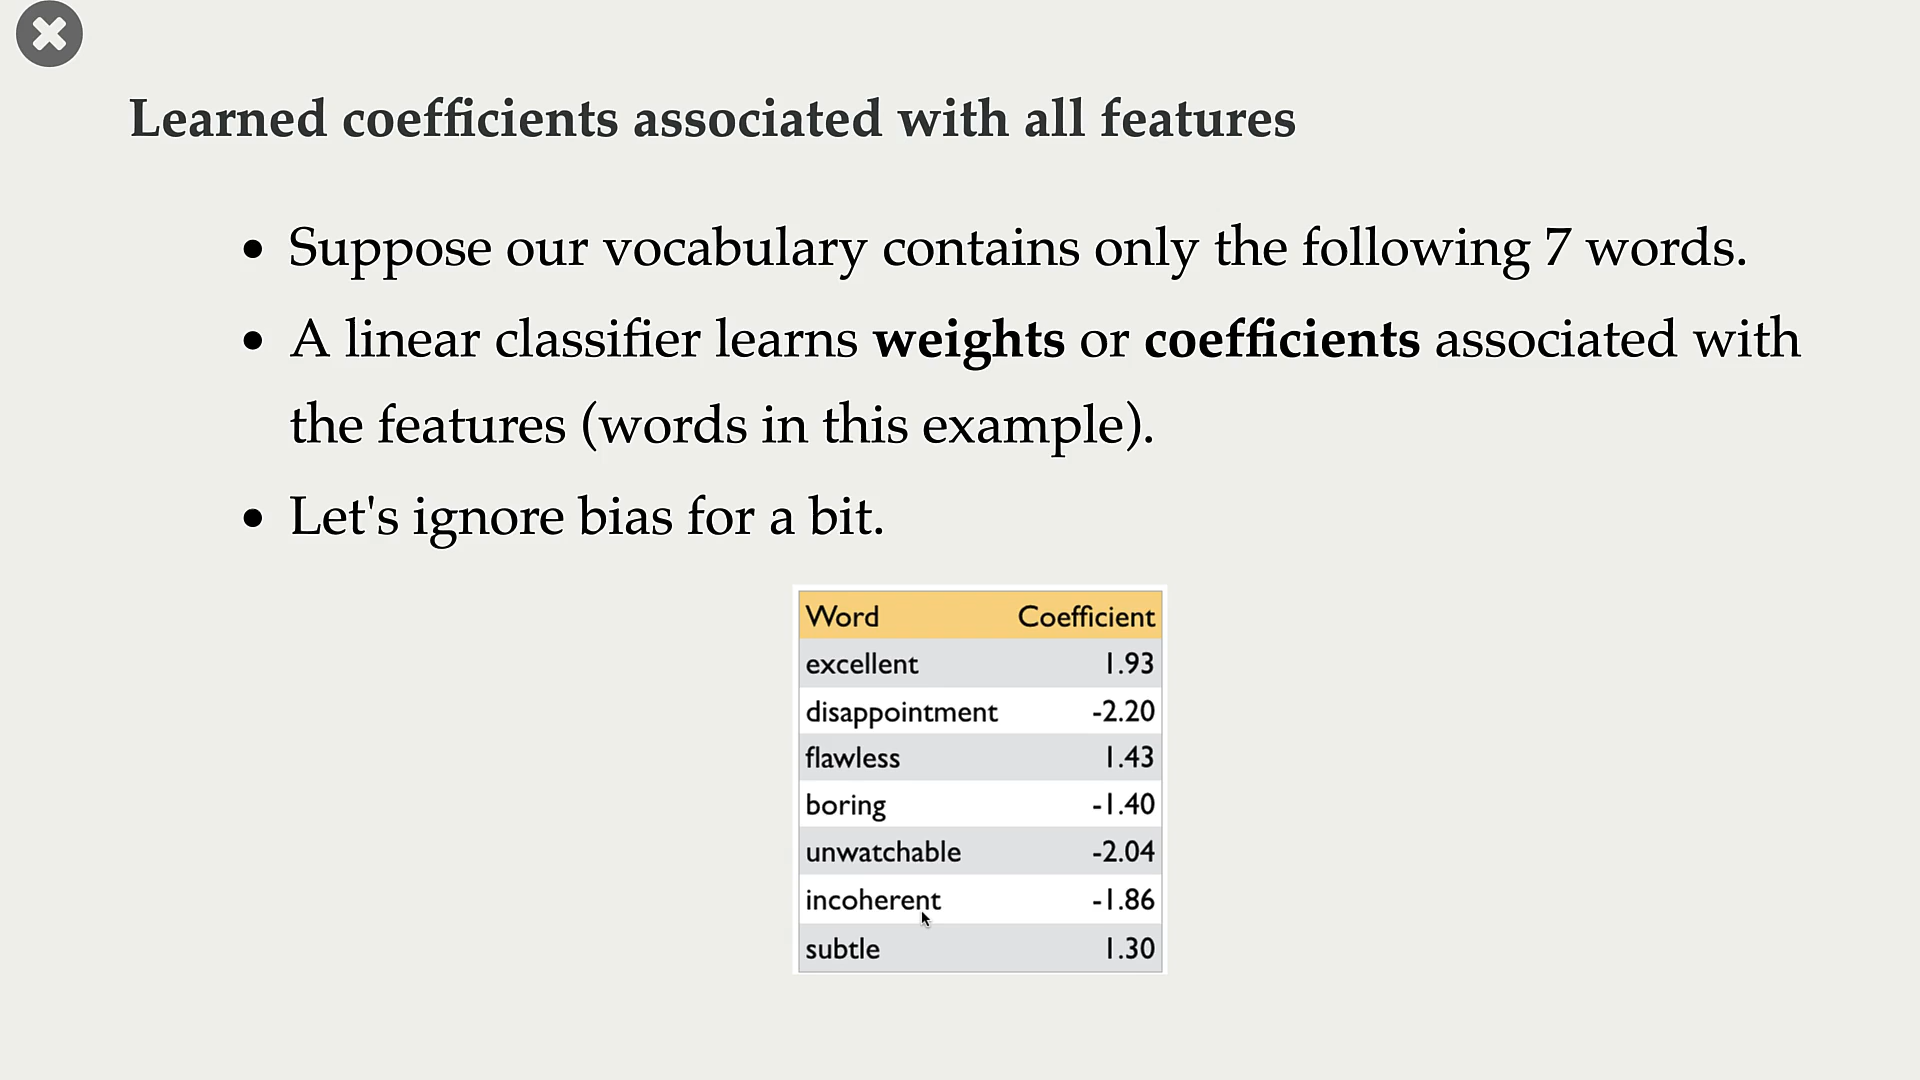 Learned coefficients associated with all features
• Suppose our vocabulary contains only the following 7 words.
• A linear classifier learns weights or coefficients associated with
the features (words in this example).
• Let's ignore bias for a bit.
Word Coefficient
excellent 1.93
disappointment -2.20
flawless 1.43
boring -1.40
unwatchable -2.04
incoherent -1.86
subtle 1.30